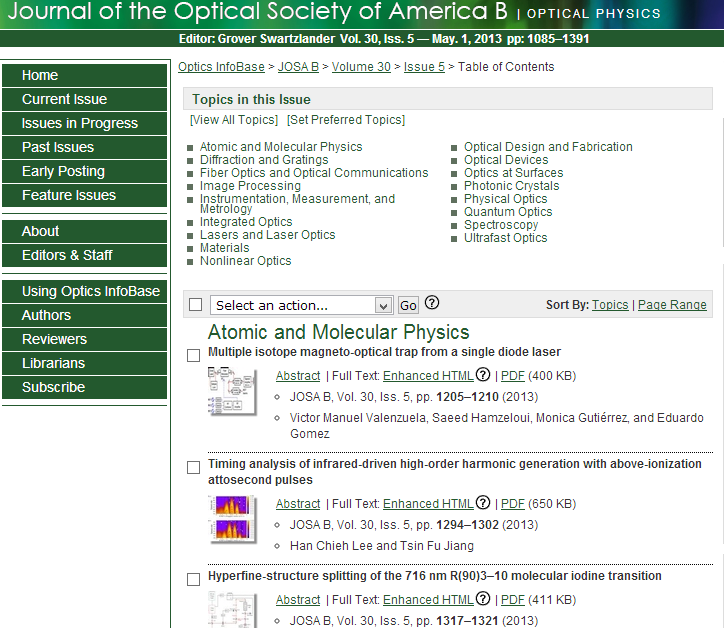 Journal of the Optical Society of America B | OPTICAL PHYSICS
Editor: Grover Swartzlander Vol. 30, Iss. 5 — May. 1, 2013 pp: 1085–1391
Home
Current Issue
Issues in Progress
Past Issues
Early Posting
Feature Issues
About
Editors & Staff
Using Optics InfoBase
Authors
Reviewers
Librarians
Subscribe
Optics InfoBase > JOSA B > Volume 30 > Issue 5 > Table of Contents
Topics in this Issue
[View All Topics] [Set Preferred Topics]
Atomic and Molecular Physics
Diffraction and Gratings
Fiber Optics and Optical Communications
Image Processing
Instrumentation, Measurement, and
Metrology
Integrated Optics
Lasers and Laser Optics
Materials
Nonlinear Optics
Optical Design and Fabrication
Optical Devices
Optics at Surfaces
Photonic Crystals
Physical Optics
Quantum Optics
Spectroscopy
Ultrafast Optics
Select an action... Go ? Sort By: Topics | Page Range
Atomic and Molecular Physics
Multiple isotope magneto-optical trap from a single diode laser
Abstract | Full Text: Enhanced HTML ? | PDF (400 KB)
JOSA B, Vol. 30, Iss. 5, pp. 1205–1210 (2013)
Victor Manuel Valenzuela, Saeed Hamzeloui, Monica Gutiérrez, and Eduardo
Gomez
Timing analysis of infrared-driven high-order harmonic generation with above-ionization
attosecond pulses
Abstract | Full Text: Enhanced HTML ? | PDF (650 KB)
JOSA B, Vol. 30, Iss. 5, pp. 1294–1302 (2013)
Han Chieh Lee and Tsin Fu Jiang
Hyperfine-structure splitting of the 716 nm R(90)3–10 molecular iodine transition
Abstract | Full Text: Enhanced HTML ? | PDF (411 KB)
JOSA B, Vol. 30, Iss. 5, pp. 1317–1321 (2013)